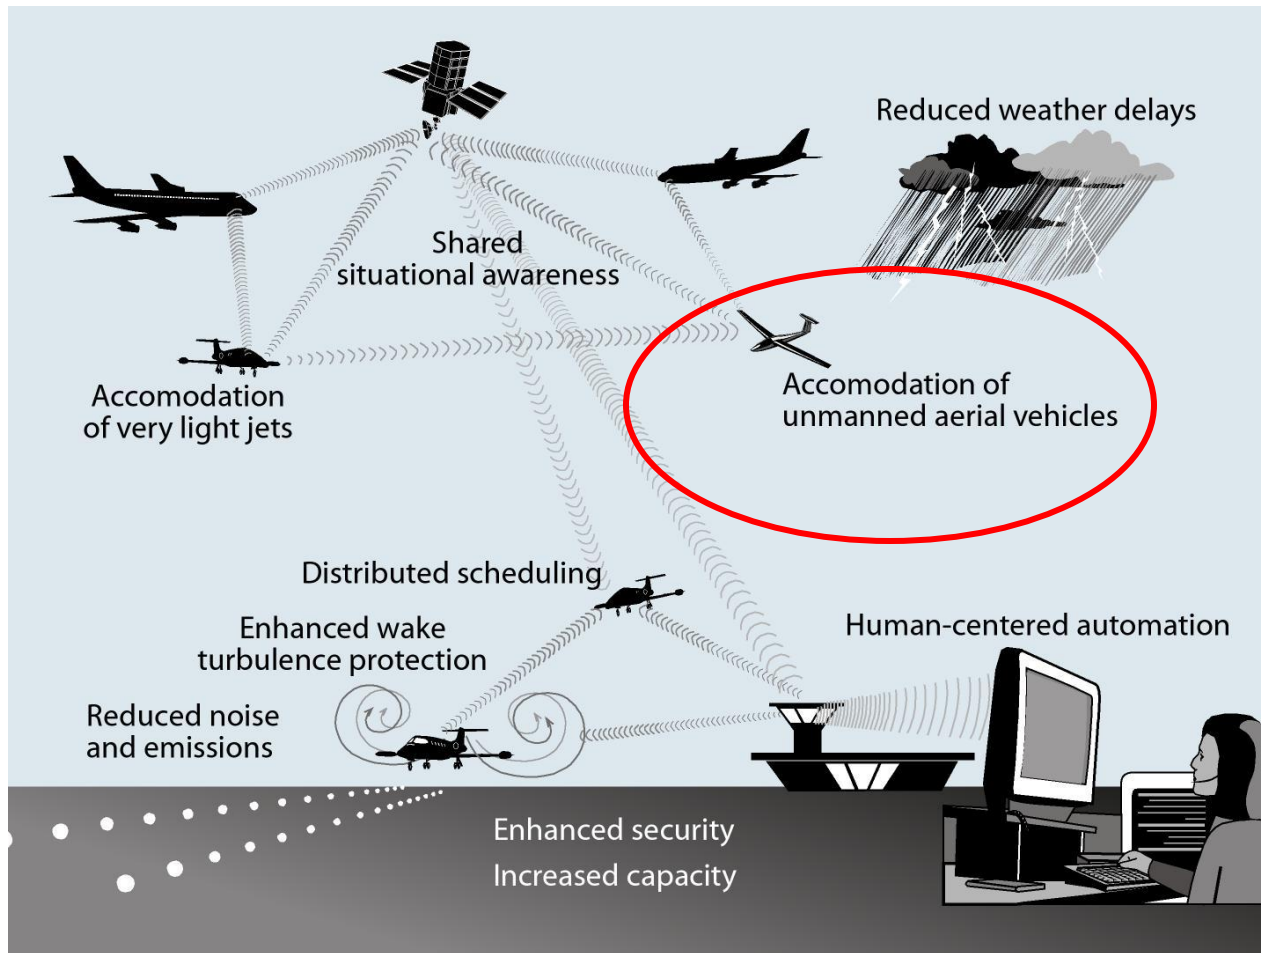 Reduced weather delays
Shared
situational awareness
Accomodation
of very light jets
Accomodation of
unmanned aerial vehicles
Distributed scheduling
Enhanced wake
turbulence protection
Human-centered automation
Reduced noise
and emissions
Enhanced security
Increased capacity